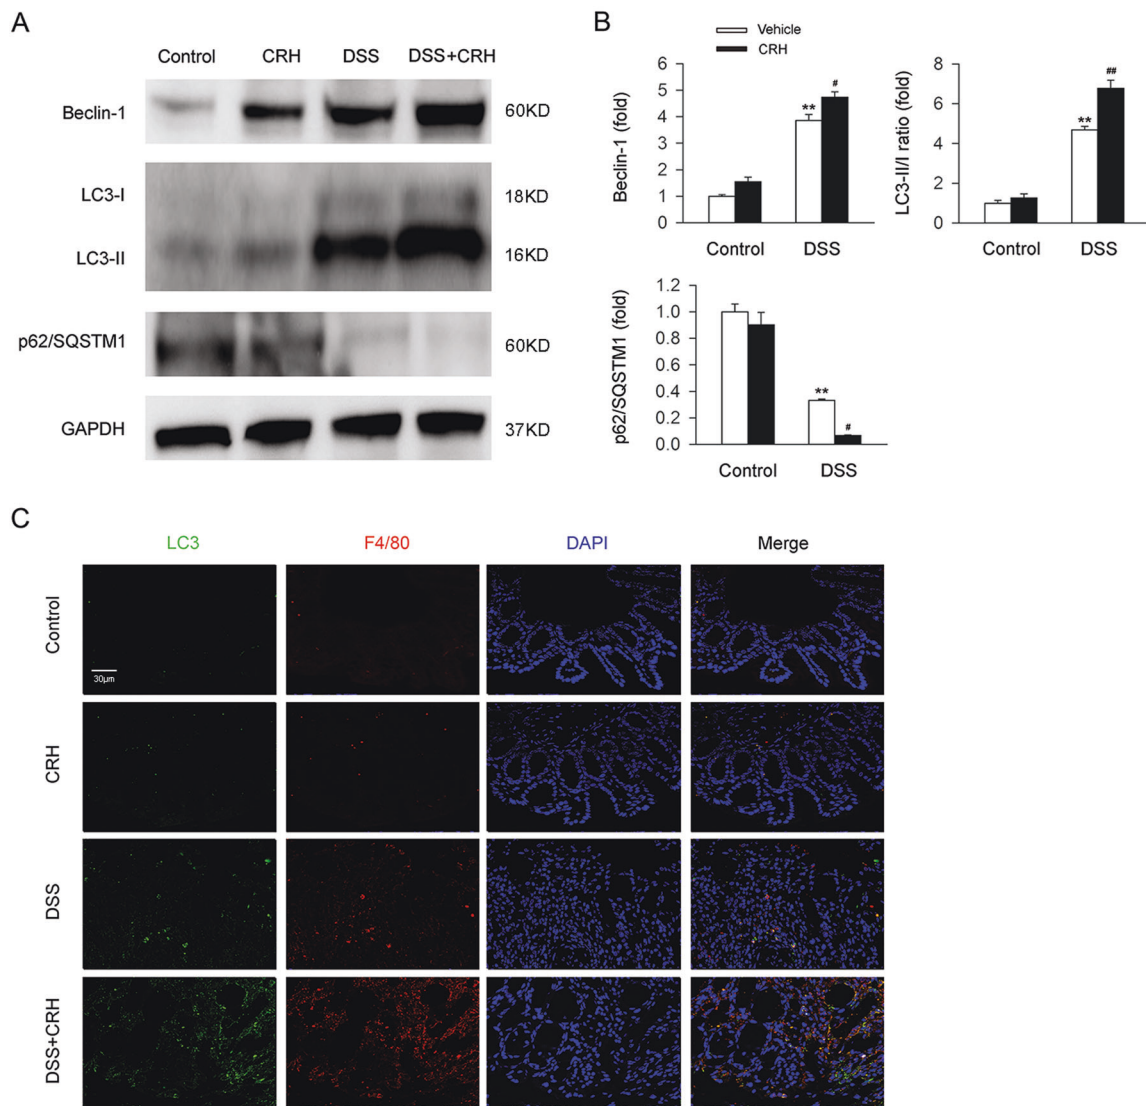 A
Control CRH DSS DSS+CRH
Beclin-1 60KD
LC3-I 18KD
LC3-II 16KD
p62/SQSTM1 60KD
GAPDH 37KD
B
Vehicle
CRH
Beclin-1 (fold)
6
5
4
3
2
1
0
**
#
Control DSS
LC3-II/I ratio (fold)
8
6
4
2
0
**
##
Control DSS
p62/SQSTM1 (fold)
1.2
1.0
0.8
0.6
0.4
0.2
0.0
**
#
Control DSS
C
LC3 F4/80 DAPI Merge
Control
30μm
CRH
DSS
DSS+CRH